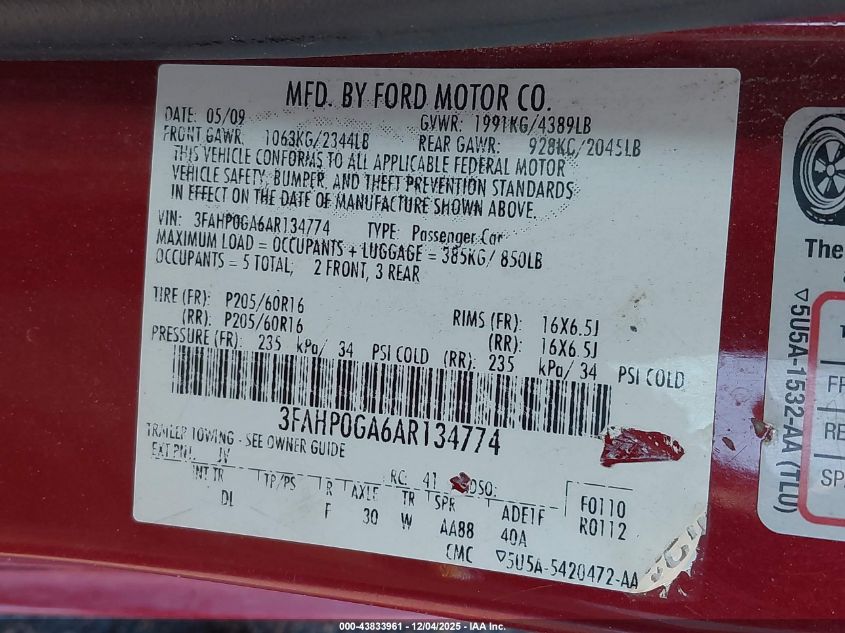 MFD. BY FORD MOTOR CO.
DATE: 05/09 GVWR: 1991KG/4389LB
FRONT GAWR: 1063KG/2344LB REAR GAWR: 928KG/2045LB
THIS VEHICLE CONFORMS TO ALL APPLICABLE FEDERAL MOTOR
VEHICLE SAFETY, BUMPER, AND THEFT PREVENTION STANDARDS
IN EFFECT ON THE DATE OF MANUFACTURE SHOWN ABOVE.
VIN: 3FAHP0GA6AR134774 TYPE: Passenger Car
MAXIMUM LOAD = OCCUPANTS + LUGGAGE = 385KG/ 850LB
OCCUPANTS = 5 TOTAL, 2 FRONT, 3 REAR
TIRE (FR): P205/60R16 RIMS (FR): 16X6.5J
(RR): P205/60R16 (RR): 16X6.5J
PRESSURE (FR): 235 kPa/ 34 PSI COLD (RR): 235 kPa/ 34 PSI COLD
3FAHP0GA6AR134774
TRAILER TOWING - SEE OWNER GUIDE
EXT PNT: JV RC: 41 DSO: F0110
INT TR TP/PS R AXLE TR SPR ADE1F R0112
DL F 30 W AA88 40A
CMC ▽5U5A-5420472-AA
The
▽5U5A-1532-AA (TL0)
T
FR
RE
SP
000-43833961 - 12/04/2025 - IAA Inc.